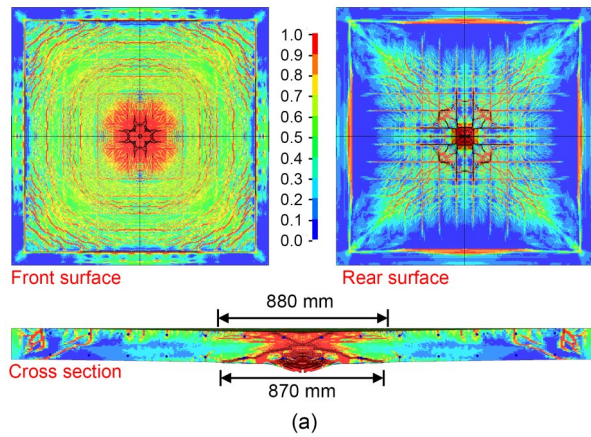 1.0
0.9
0.8
0.7
0.6
0.5
0.4
0.3
0.2
0.1
0.0
Front surface
Rear surface
880 mm
Cross section
870 mm
(a)